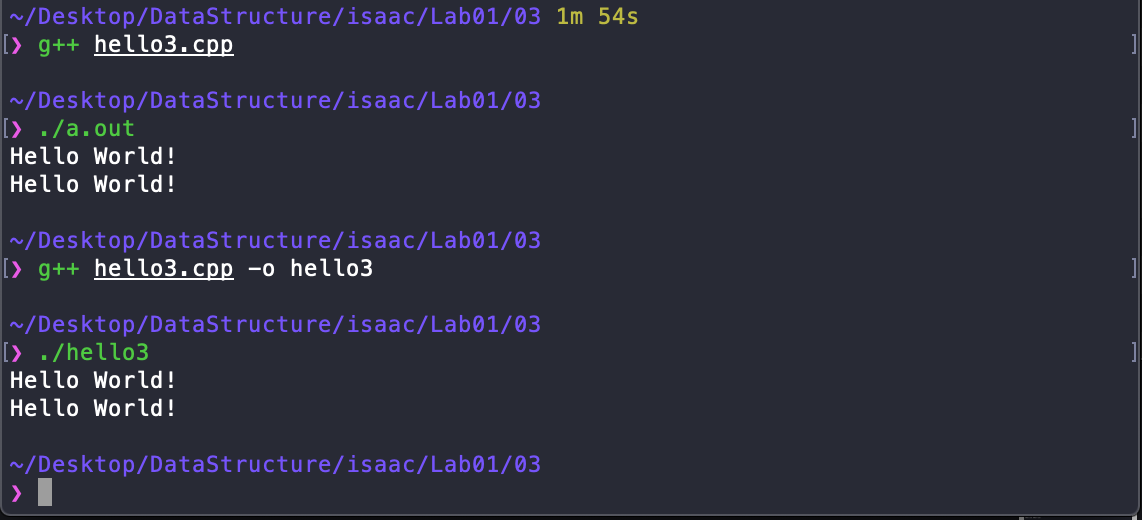 ~/Desktop/DataStructure/isaac/Lab01/03 1m 54s
[❯ g++ hello3.cpp ]
~/Desktop/DataStructure/isaac/Lab01/03
[❯ ./a.out ]
Hello World!
Hello World!
~/Desktop/DataStructure/isaac/Lab01/03
[❯ g++ hello3.cpp -o hello3 ]
~/Desktop/DataStructure/isaac/Lab01/03
[❯ ./hello3 ]
Hello World!
Hello World!
~/Desktop/DataStructure/isaac/Lab01/03
❯